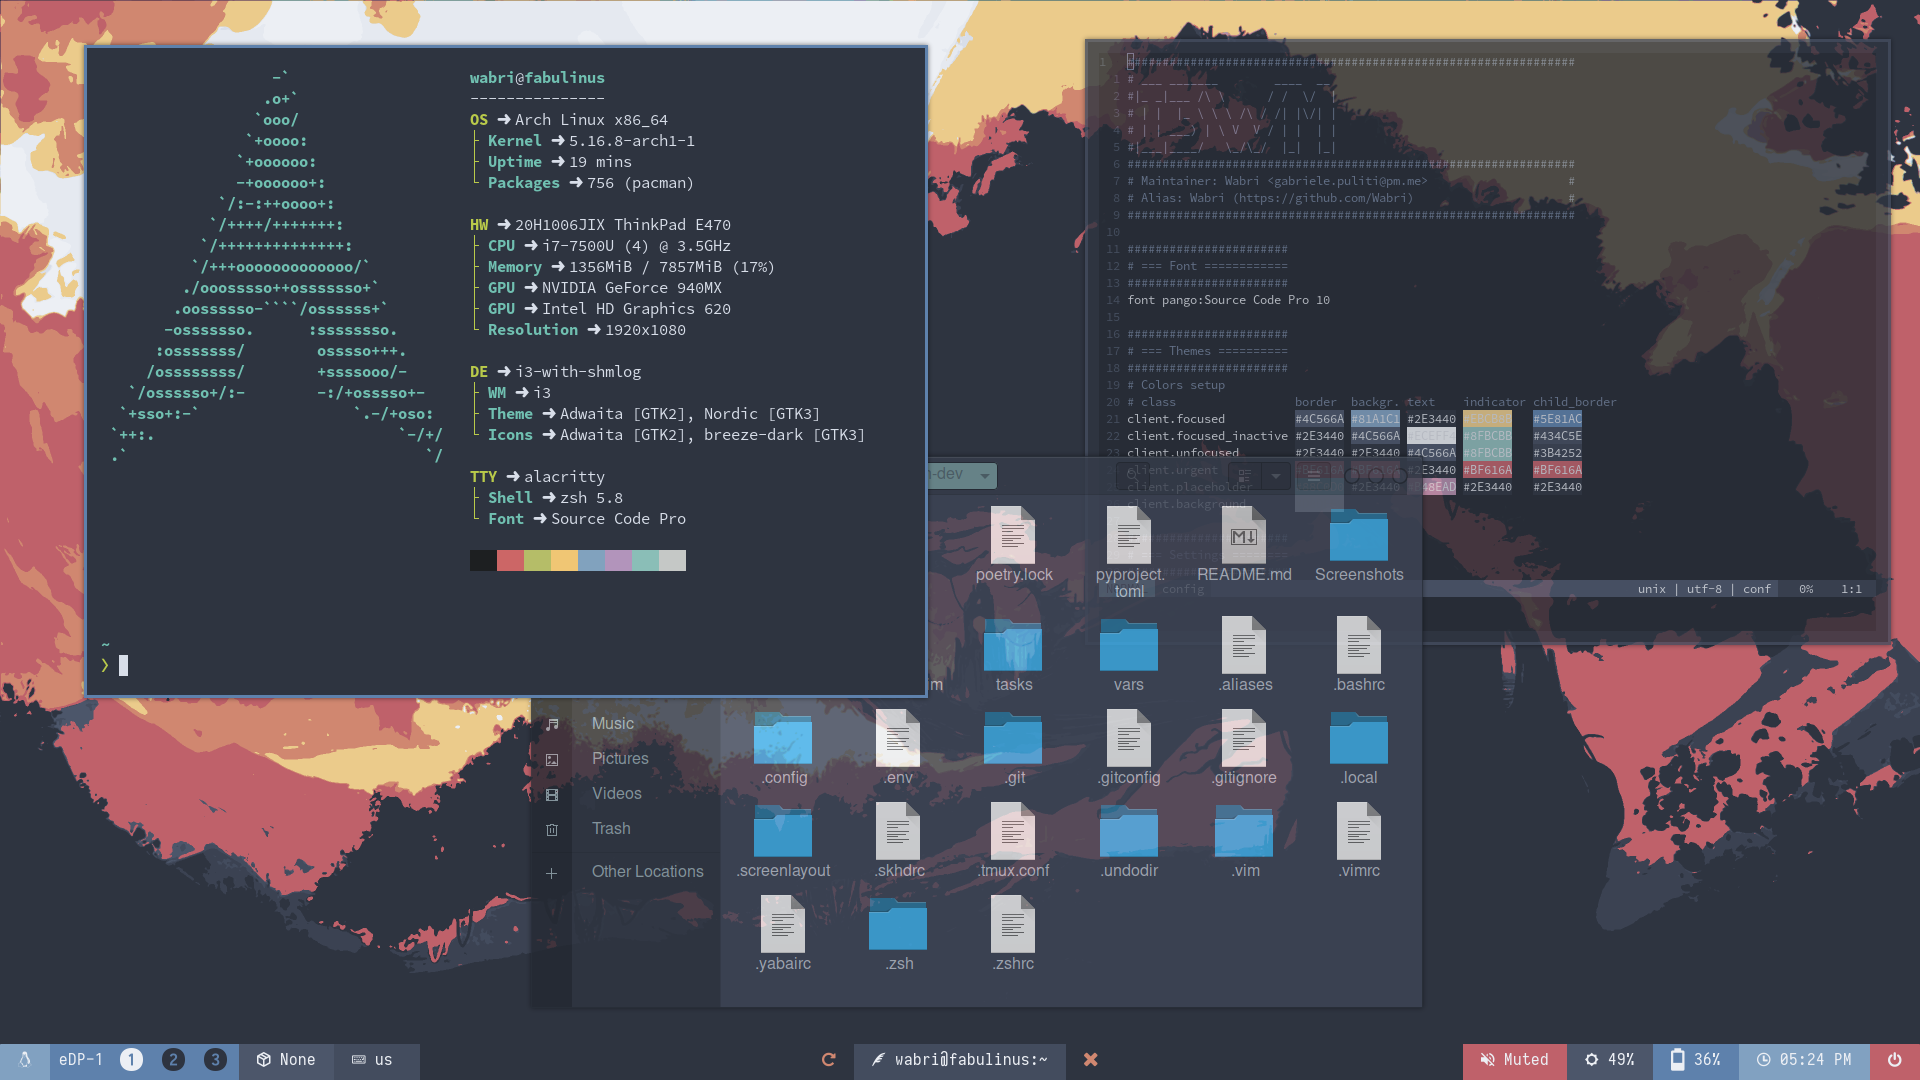 wabri@fabulinus
---------------
OS ➜ Arch Linux x86_64
Kernel ➜ 5.16.8-arch1-1
Uptime ➜ 19 mins
Packages ➜ 756 (pacman)
HW ➜ 20H1006JIX ThinkPad E470
CPU ➜ i7-7500U (4) @ 3.5GHz
Memory ➜ 1356MiB / 7857MiB (17%)
GPU ➜ NVIDIA GeForce 940MX
GPU ➜ Intel HD Graphics 620
Resolution ➜ 1920x1080
DE ➜ i3-with-shmlog
WM ➜ i3
Theme ➜ Adwaita [GTK2], Nordic [GTK3]
Icons ➜ Adwaita [GTK2], breeze-dark [GTK3]
TTY ➜ alacritty
Shell ➜ zsh 5.8
Font ➜ Source Code Pro
~
❯
7 # Maintainer: Wabri <gabriele.puliti@pm.me> #
8 # Alias: Wabri (https://github.com/Wabri) #
9
10
11 #######################
12 # === Font ============
13 #######################
14 font pango:Source Code Pro 10
15
16 #######################
17 # === Themes ==========
18 #######################
19 # Colors setup
20 # class border backgr. text indicator child_border
21 client.focused #4C566A #81A1C1 #2E3440 #5E81AC
22 client.focused_inactive #2E3440 #4C566A #8FBCBB #434C5E
23 client.unfocused #2E3440 #2E3440 #4C566A #8FBCBB #3B4252
client.urgent #BF616A #BF616A
client.placeholder #2E3440 #2E3440 #2E3440
client.background
config unix | utf-8 | conf 0% 1:1
poetry.lock
pyproject.toml
README.md
Screenshots
tasks
vars
.aliases
.bashrc
Music
Pictures
Videos
Trash
Other Locations
.config
.env
.git
.gitconfig
.gitignore
.local
.screenlayout
.skhdrc
.tmux.conf
.undodir
.vim
.vimrc
.yabairc
.zsh
.zshrc
eDP-1 1 2 3 None us
wabri@fabulinus:~
Muted 49% 36% 05:24 PM